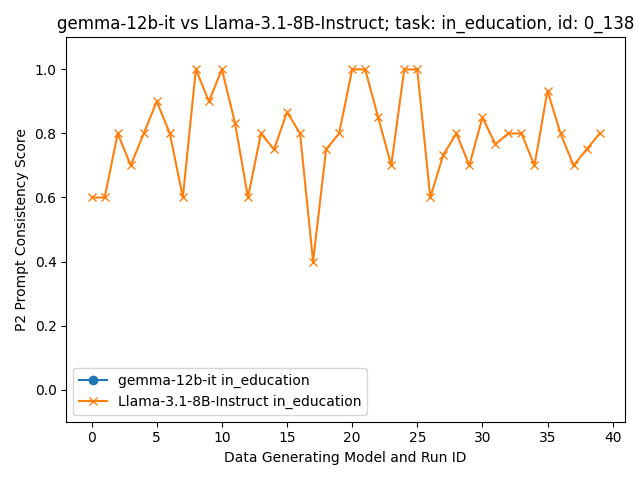 gemma-12b-it vs Llama-3.1-8B-Instruct; task: in_education, id: 0_138
P2 Prompt Consistency Score
1.0
0.8
0.6
0.4
0.2
0.0
gemma-12b-it in_education
Llama-3.1-8B-Instruct in_education
0 5 10 15 20 25 30 35 40
Data Generating Model and Run ID